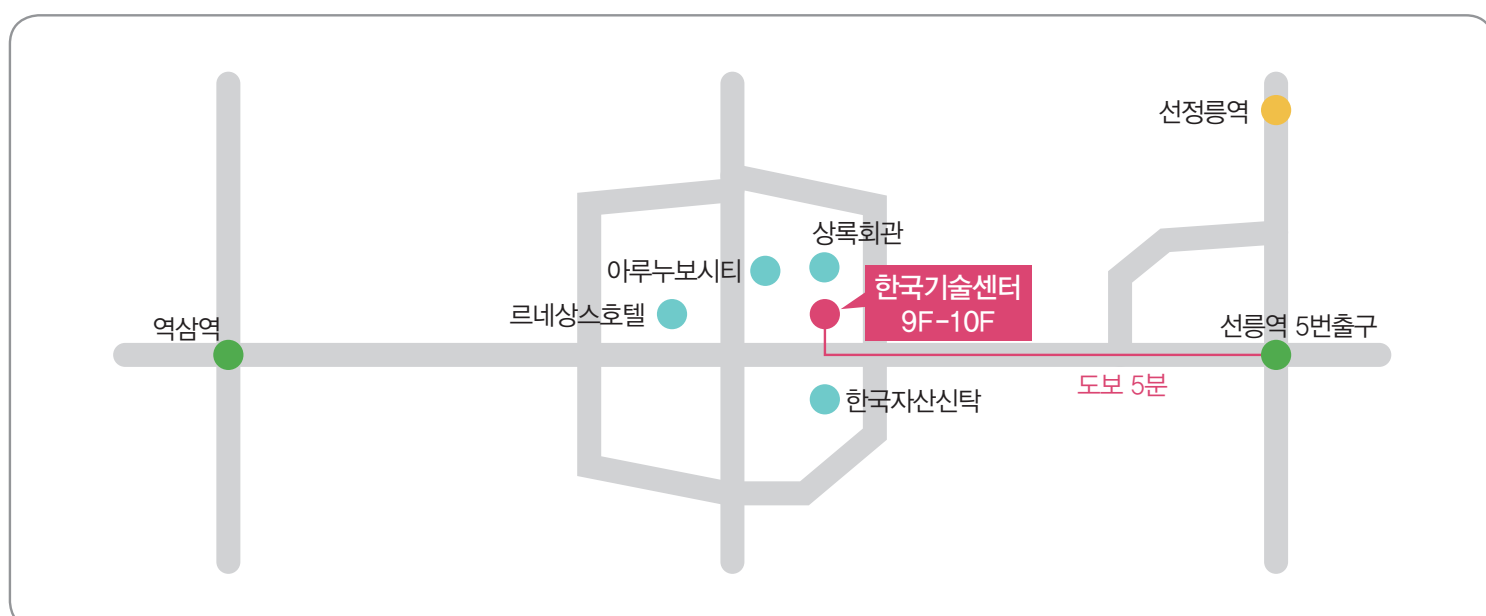 선정릉역
상록회관
아루누보시티
한국기술센터
9F-10F
르네상스호텔
역삼역
선릉역 5번출구
도보 5분
한국자산신탁